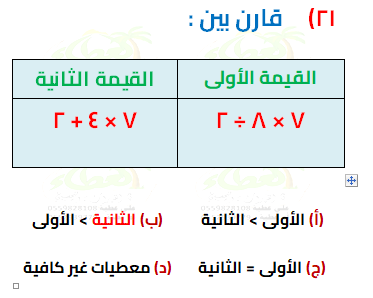 ٢١) قارن بين :
القيمة الأولى القيمة الثانية
٧ × ٨ ÷ ٢ ٧ × ٤ + ٢
(أ) الأولى > الثانية (ب) الثانية > الأولى
(ج) الأولى = الثانية (د) معطيات غير كافية